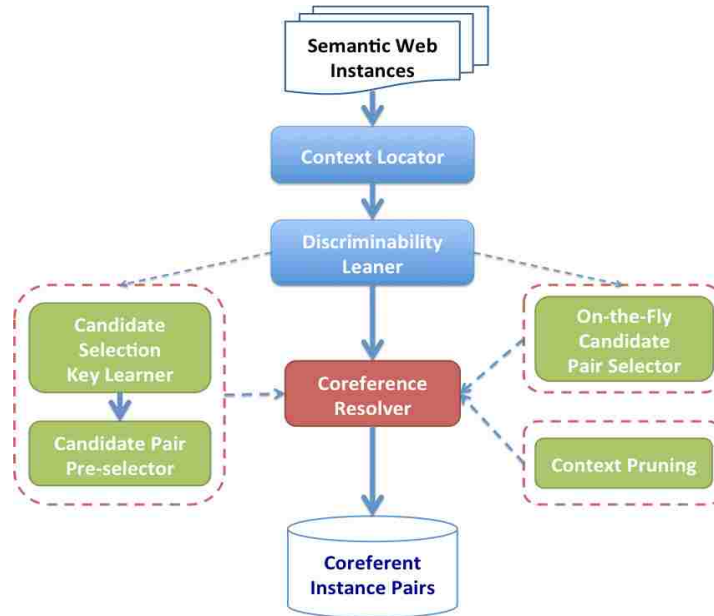 Semantic Web
Instances
Context Locator
Discriminability
Leaner
Candidate
Selection
Key Learner
Candidate Pair
Pre-selector
Coreference
Resolver
On-the-Fly
Candidate
Pair Selector
Context Pruning
Coreferent
Instance Pairs